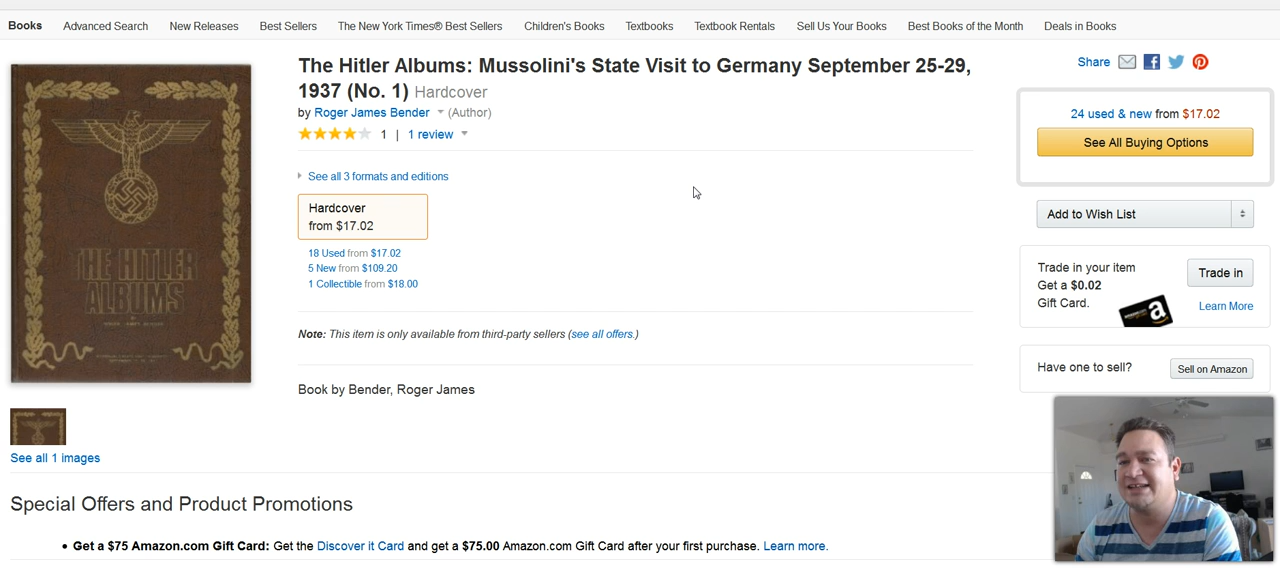 Books Advanced Search New Releases Best Sellers The New York Times® Best Sellers Children's Books Textbooks Textbook Rentals Sell Us Your Books Best Books of the Month Deals in Books
THE HITLER
ALBUMS
The Hitler Albums: Mussolini's State Visit to Germany September 25-29,
1937 (No. 1) Hardcover
by Roger James Bender (Author)
1 | 1 review
See all 3 formats and editions
Hardcover
from $17.02
18 Used from $17.02
5 New from $109.20
1 Collectible from $18.00
Note: This item is only available from third-party sellers (see all offers.)
Book by Bender, Roger James
Share
24 used & new from $17.02
See All Buying Options
Add to Wish List
Trade in your item
Get a $0.02
Gift Card.
Trade in
Learn More
a
Have one to sell?
Sell on Amazon
See all 1 images
Special Offers and Product Promotions
• Get a $75 Amazon.com Gift Card: Get the Discover it Card and get a $75.00 Amazon.com Gift Card after your first purchase. Learn more.